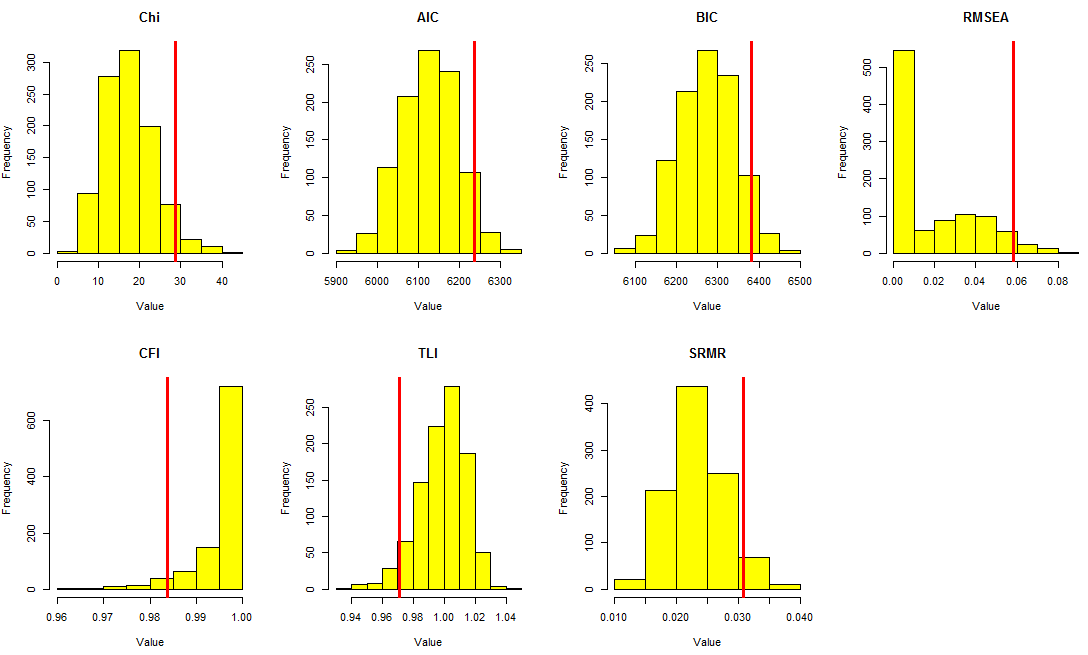 Chi
AIC
BIC
RMSEA
Frequency
0 50 100 150 200 250 300
0 10 20 30 40
Value
Frequency
0 50 100 150 200 250
5900 6000 6100 6200 6300
Value
Frequency
0 50 100 150 200 250
6100 6200 6300 6400 6500
Value
Frequency
0 100 200 300 400 500
0.00 0.02 0.04 0.06 0.08
Value
CFI
TLI
SRMR
Frequency
0 200 400 600
0.96 0.97 0.98 0.99 1.00
Value
Frequency
0 50 100 150 200 250
0.94 0.96 0.98 1.00 1.02 1.04
Value
Frequency
0 100 200 300 400
0.010 0.020 0.030 0.040
Value